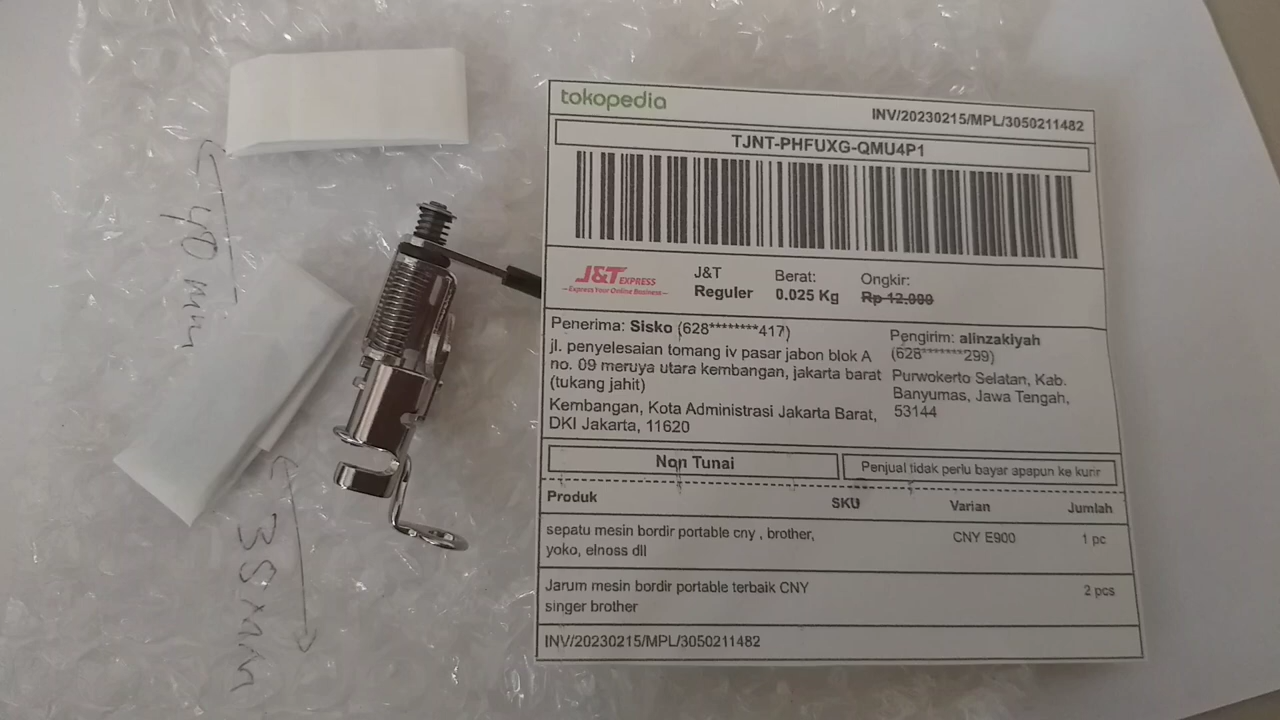 tokopedia
INV/20230215/MPL/3050211482
TJNT-PHFUXG-QMU4P1
J&T EXPRESS
Express Your Online Business
J&T
Reguler
Berat:
0.025 Kg
Ongkir:
Rp 12.000
Penerima: Sisko (628********417)
jl. penyelesaian tomang iv pasar jabon blok A
no. 09 meruya utara kembangan, jakarta barat
(tukang jahit)
Kembangan, Kota Administrasi Jakarta Barat,
DKI Jakarta, 11620
Pengirim: alinzakiyah
(628*******299)
Purwokerto Selatan, Kab.
Banyumas, Jawa Tengah,
53144
Non Tunai
Penjual tidak perlu bayar apapun ke kurir
Produk SKU Varian Jumlah
sepatu mesin bordir portable cny , brother, CNY E900 1 pc
yoko, elnoss dll
Jarum mesin bordir portable terbaik CNY 2 pcs
singer brother
INV/20230215/MPL/3050211482
40 mm
38 mm